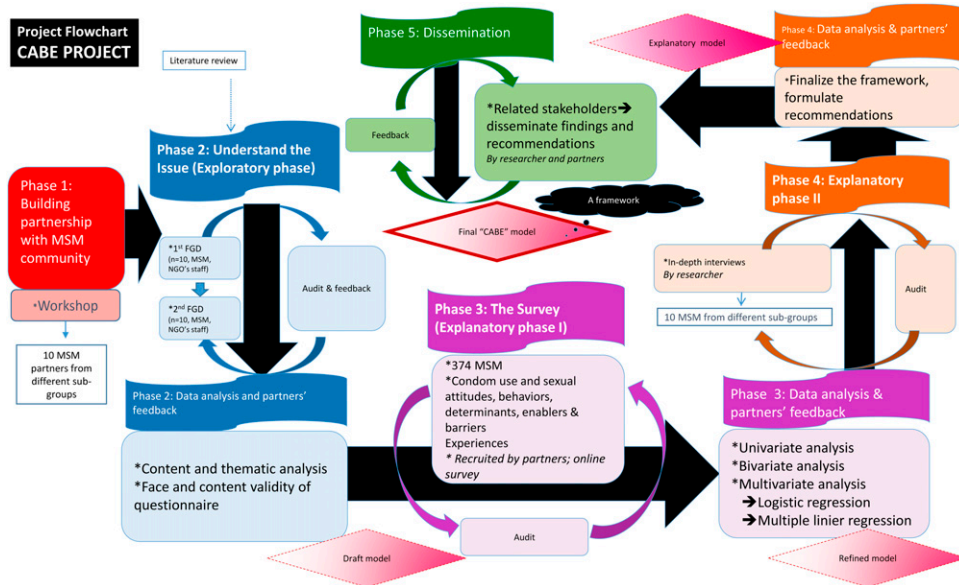 Project Flowchart
CABE PROJECT
Literature review
Phase 1:
Building
partnership
with MSM
community
*Workshop
10 MSM
partners from
different sub-
groups
Phase 2: Understand the
Issue (Exploratory phase)
*1st FGD
(n=10, MSM,
NGO's staff)
*2nd FGD
(n=10, MSM,
NGO's staff)
Audit & feedback
Phase 2: Data analysis and partners'
feedback
*Content and thematic analysis
*Face and content validity of
questionnaire
Draft model
Phase 3: The Survey
(Explanatory phase I)
*374 MSM
*Condom use and sexual
attitudes, behaviors,
determinants, enablers &
barriers
Experiences
* Recruited by partners; online
survey
Audit
Phase 3: Data analysis &
partners' feedback
*Univariate analysis
*Bivariate analysis
*Multivariate analysis
➔Logistic regression
➔Multiple linier regression
Refined model
Phase 4: Explanatory
phase II
*In-depth interviews
By researcher
10 MSM from different sub-groups
Audit
Phase 4: Data analysis & partners'
feedback
*Finalize the framework,
formulate
recommendations
Explanatory model
Phase 5: Dissemination
Feedback
*Related stakeholders➔
disseminate findings and
recommendations
By researcher and partners
A framework
Final "CABE" model